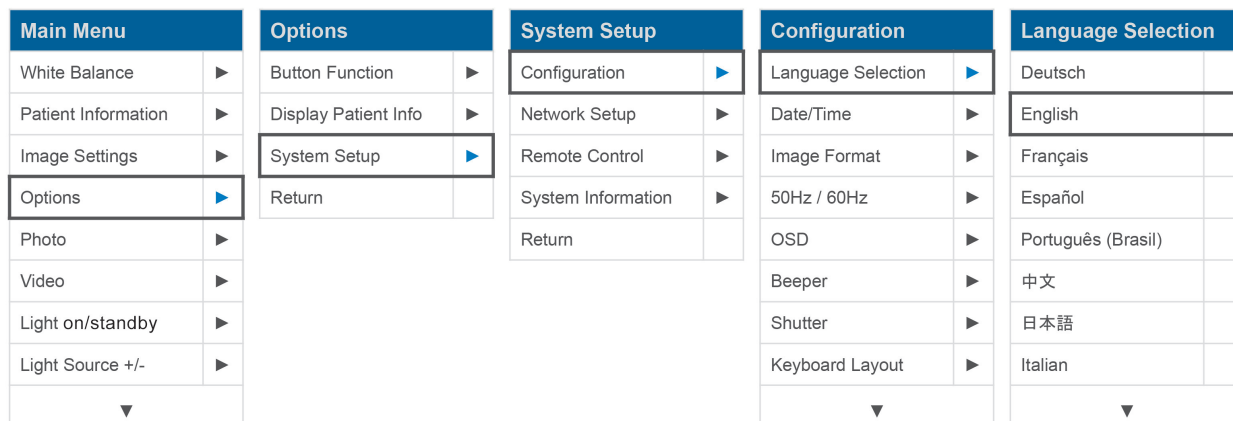 Main Menu
White Balance ►
Patient Information ►
Image Settings ►
Options ►
Photo ►
Video ►
Light on/standby ►
Light Source +/- ►
▼
Options
Button Function ►
Display Patient Info ►
System Setup ►
Return
System Setup
Configuration ►
Network Setup ►
Remote Control ►
System Information ►
Return
Configuration
Language Selection ►
Date/Time ►
Image Format ►
50Hz / 60Hz ►
OSD ►
Beeper ►
Shutter ►
Keyboard Layout ►
▼
Language Selection
Deutsch
English
Français
Español
Português (Brasil)
中文
日本語
Italian
▼